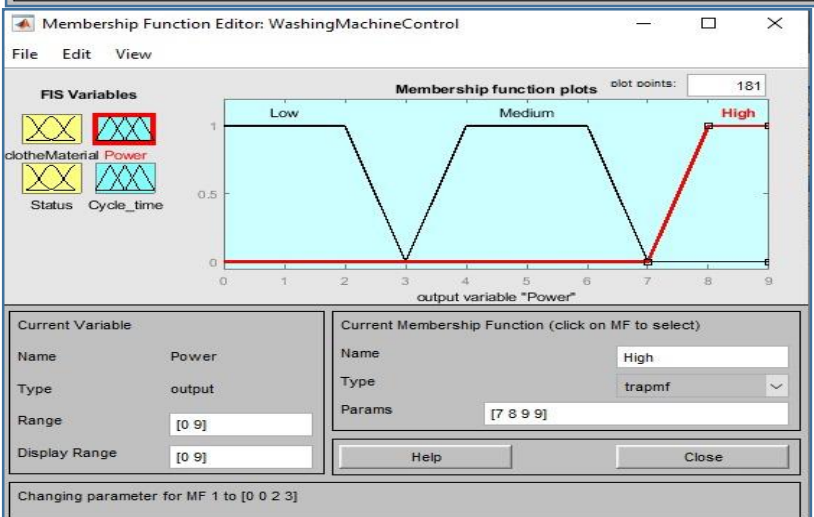 Membership Function Editor: WashingMachineControl
File Edit View
FIS Variables
clotheMaterial Power
Status Cycle_time
Membership function plots
plot points:
181
Low Medium High
1
0.5
0
0 1 2 3 4 5 6 7 8 9
output variable "Power"
Current Variable
Name Power
Type output
Range [0 9]
Display Range [0 9]
Current Membership Function (click on MF to select)
Name High
Type trapmf
Params [7 8 9 9]
Help Close
Changing parameter for MF 1 to [0 0 2 3]